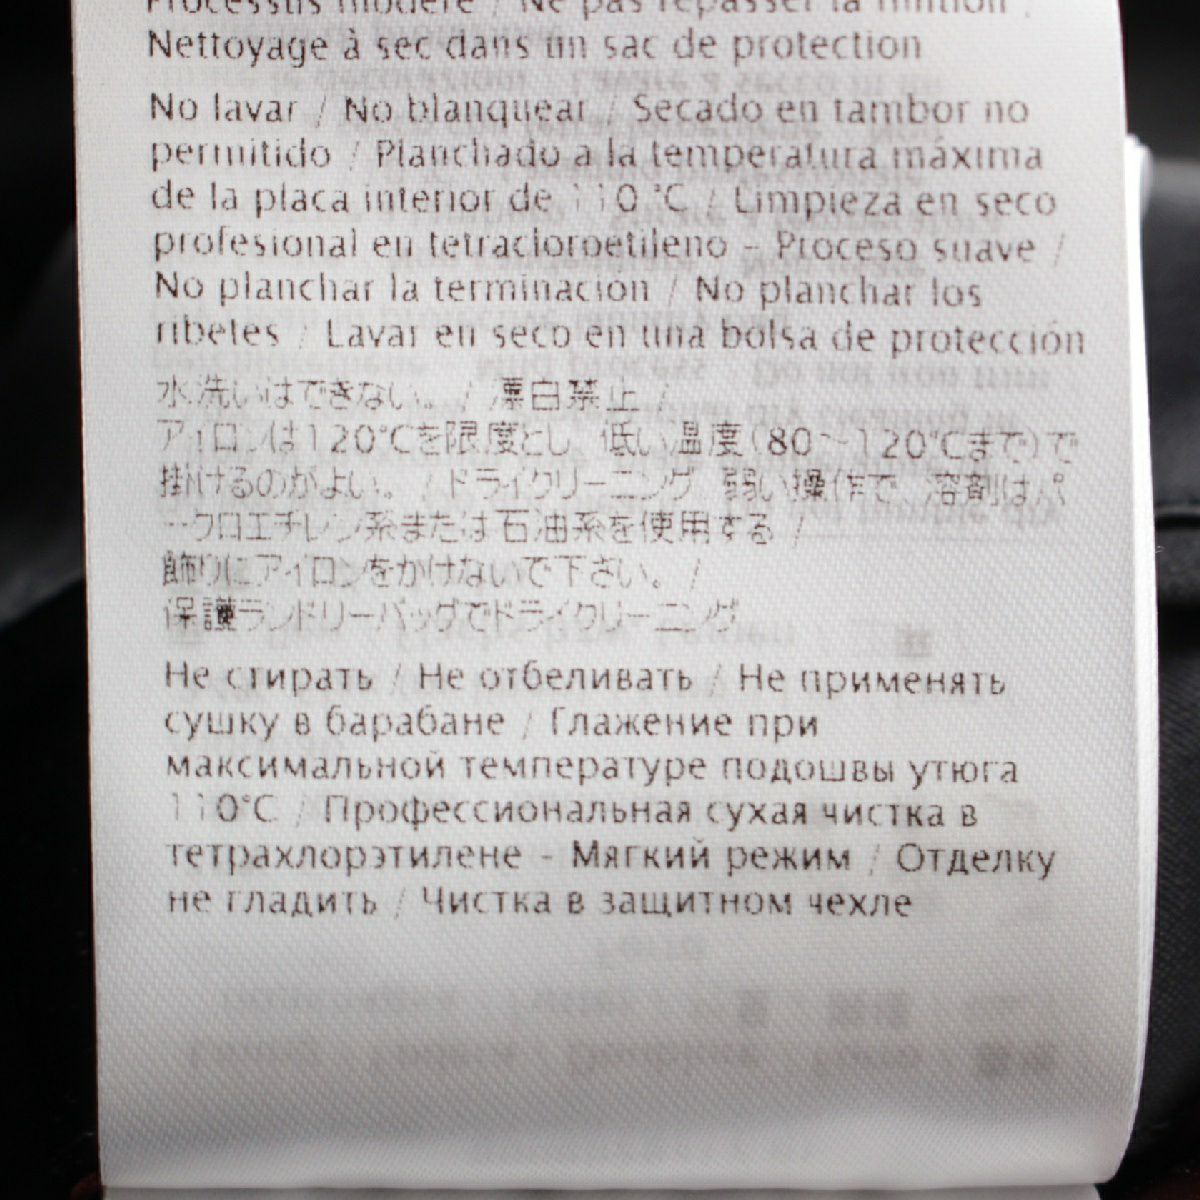 Processus modéré / Ne pas repasser la finition /
Nettoyage à sec dans un sac de protection
No lavar / No blanquear / Secado en tambor no
permitido / Planchado a la temperatura máxima
de la placa interior de 110 °C / Limpieza en seco
profesional en tetracloroetileno – Proceso suave /
No planchar la terminación / No planchar los
ribetes / Lavar en seco en una bolsa de protección
水洗いはできない。/ 漂白禁止 /
アイロンは120°Cを限度とし、低い温度(80～120°Cまで)で
掛けるのがよい。/ ドライクリーニング、弱い操作で、溶剤はパ
ークロエチレン系または石油系を使用する /
飾りにアイロンをかけないで下さい。/
保護ランドリーバッグでドライクリーニング
Не стирать / Не отбеливать / Не применять
сушку в барабане / Глажение при
максимальной температуре подошвы утюга
110°C / Профессиональная сухая чистка в
тетрахлорэтилене - Мягкий режим / Отделку
не гладить / Чистка в защитном чехле